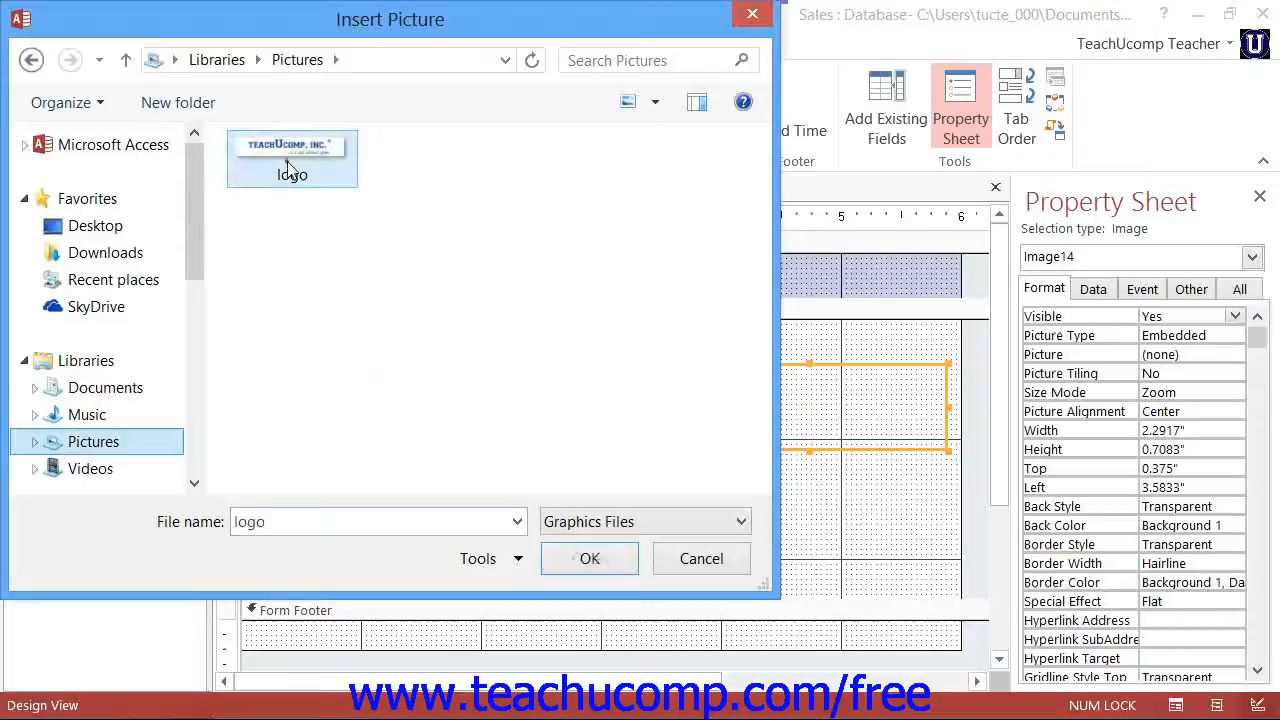 Insert Picture
Sales : Database- C:\Users\tucte_000\Documents...
TeachUcomp Teacher
Libraries
Pictures
Search Pictures
Organize
New folder
Microsoft Access
Favorites
Desktop
Downloads
Recent places
SkyDrive
Libraries
Documents
Music
Pictures
Videos
TEACHUCOMP, INC.
logo
File name:
logo
Graphics Files
Tools
OK
Cancel
Add Existing
Fields
Property
Sheet
Tab
Order
d Time
Footer
Tools
5
6
Property Sheet
Selection type: Image
Image14
Format
Data
Event
Other
All
Visible Yes
Picture Type Embedded
Picture (none)
Picture Tiling No
Size Mode Zoom
Picture Alignment Center
Width 2.2917"
Height 0.7083"
Top 0.375"
Left 3.5833"
Back Style Transparent
Back Color Background 1
Border Style Transparent
Border Width Hairline
Border Color Background 1, Da
Special Effect Flat
Hyperlink Address
Hyperlink SubAddre
Hyperlink Target
Gridline Style Top Transparent
Form Footer
www.teachucomp.com/free
Design View
NUM LOCK